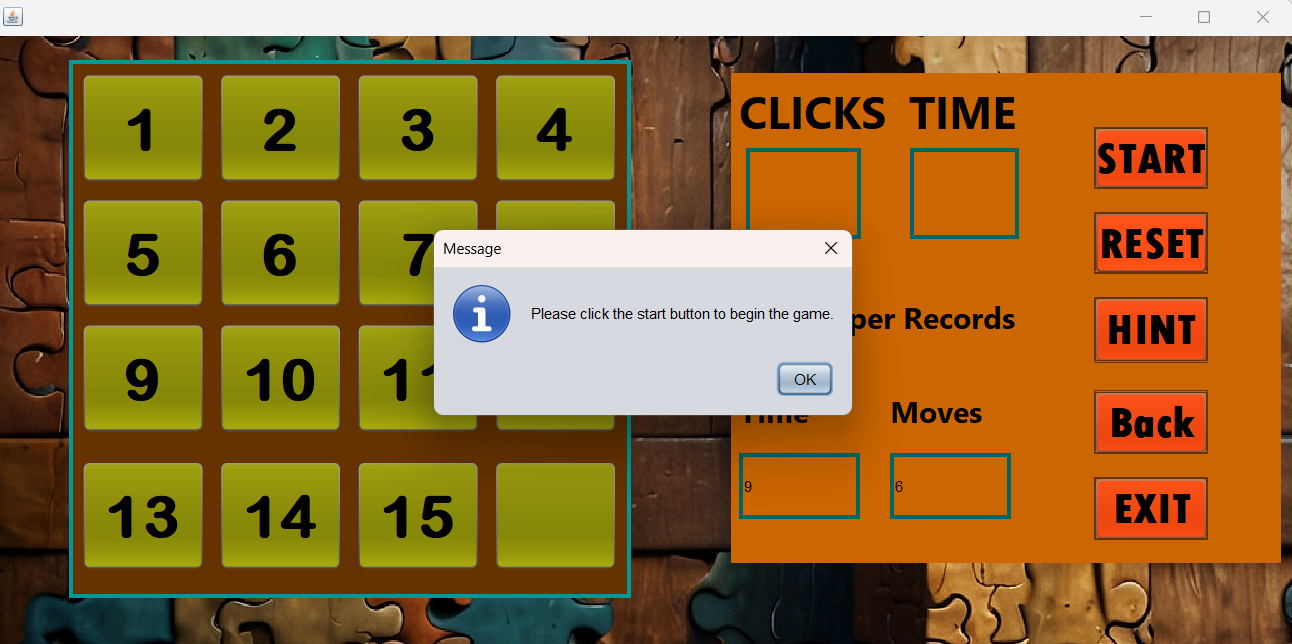 1 2 3 4
5 6 7
9 10
13 14 15
Message
Please click the start button to begin the game.
OK
CLICKS TIME
per Records
Time Moves
9 6
START
RESET
HINT
Back
EXIT